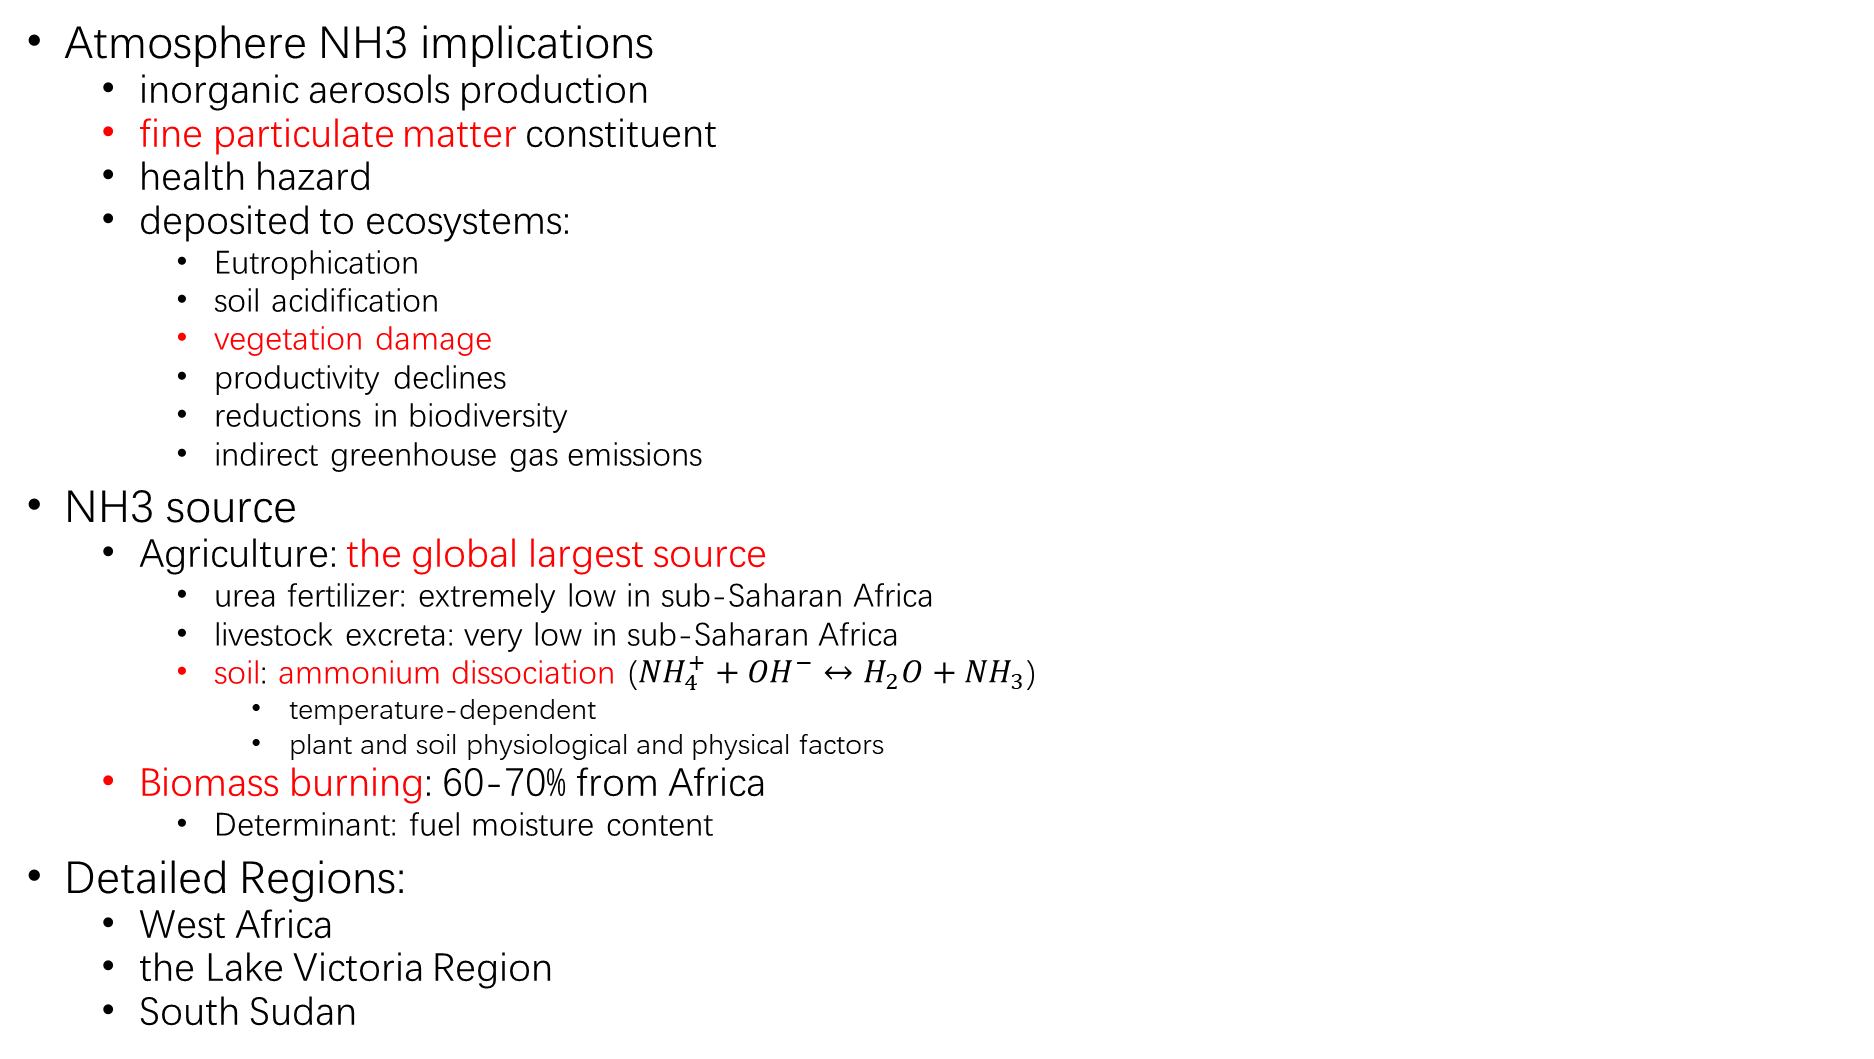 • Atmosphere NH3 implications
• inorganic aerosols production
• fine particulate matter constituent
• health hazard
• deposited to ecosystems:
• Eutrophication
• soil acidification
• vegetation damage
• productivity declines
• reductions in biodiversity
• indirect greenhouse gas emissions
• NH3 source
• Agriculture: the global largest source
• urea fertilizer: extremely low in sub-Saharan Africa
• livestock excreta: very low in sub-Saharan Africa
• soil: ammonium dissociation ($NH_4^+ + OH^- \leftrightarrow H_2O + NH_3$)
• temperature-dependent
• plant and soil physiological and physical factors
• Biomass burning: 60-70% from Africa
• Determinant: fuel moisture content
• Detailed Regions:
• West Africa
• the Lake Victoria Region
• South Sudan